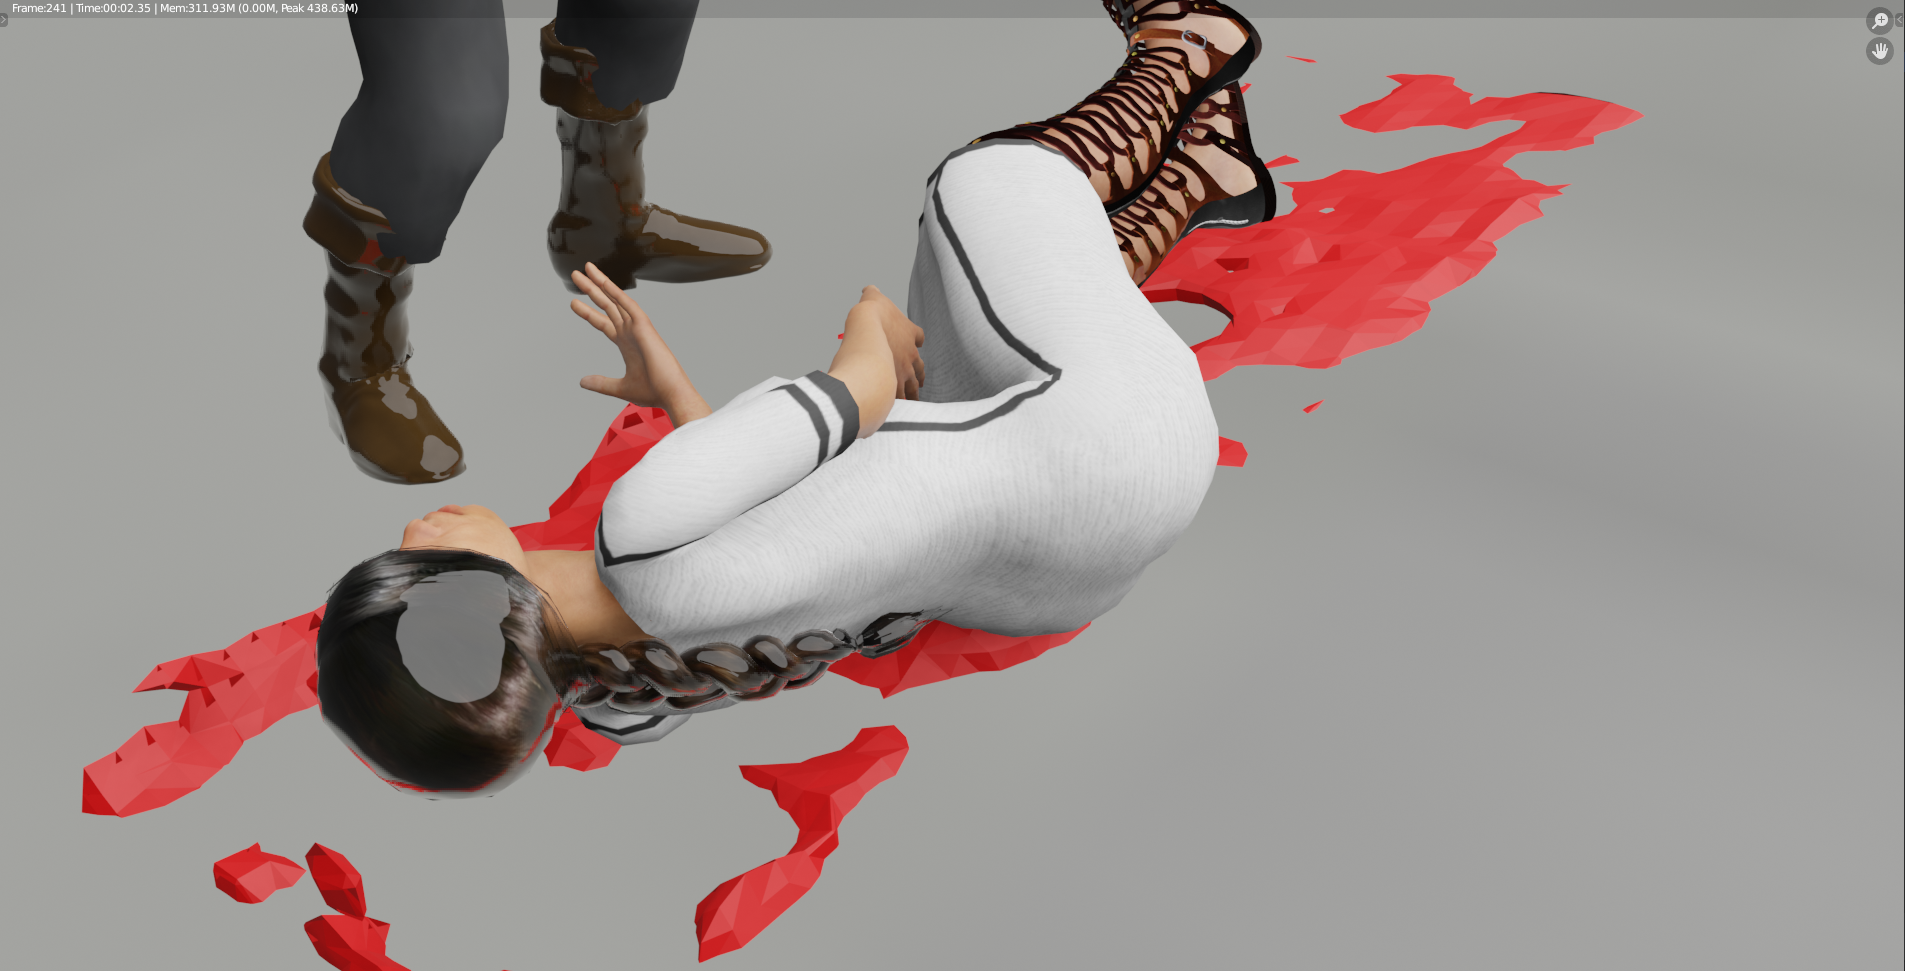 Frame:241 | Time:00:02.35 | Mem:311.93M (0.00M, Peak 438.63M)